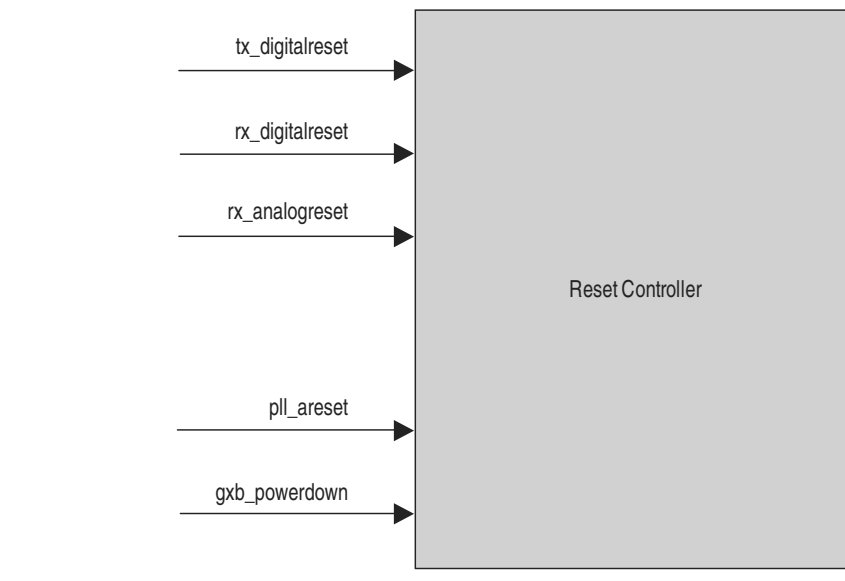 tx_digitalreset
rx_digitalreset
rx_analogreset
Reset Controller
pll_areset
gxb_powerdown